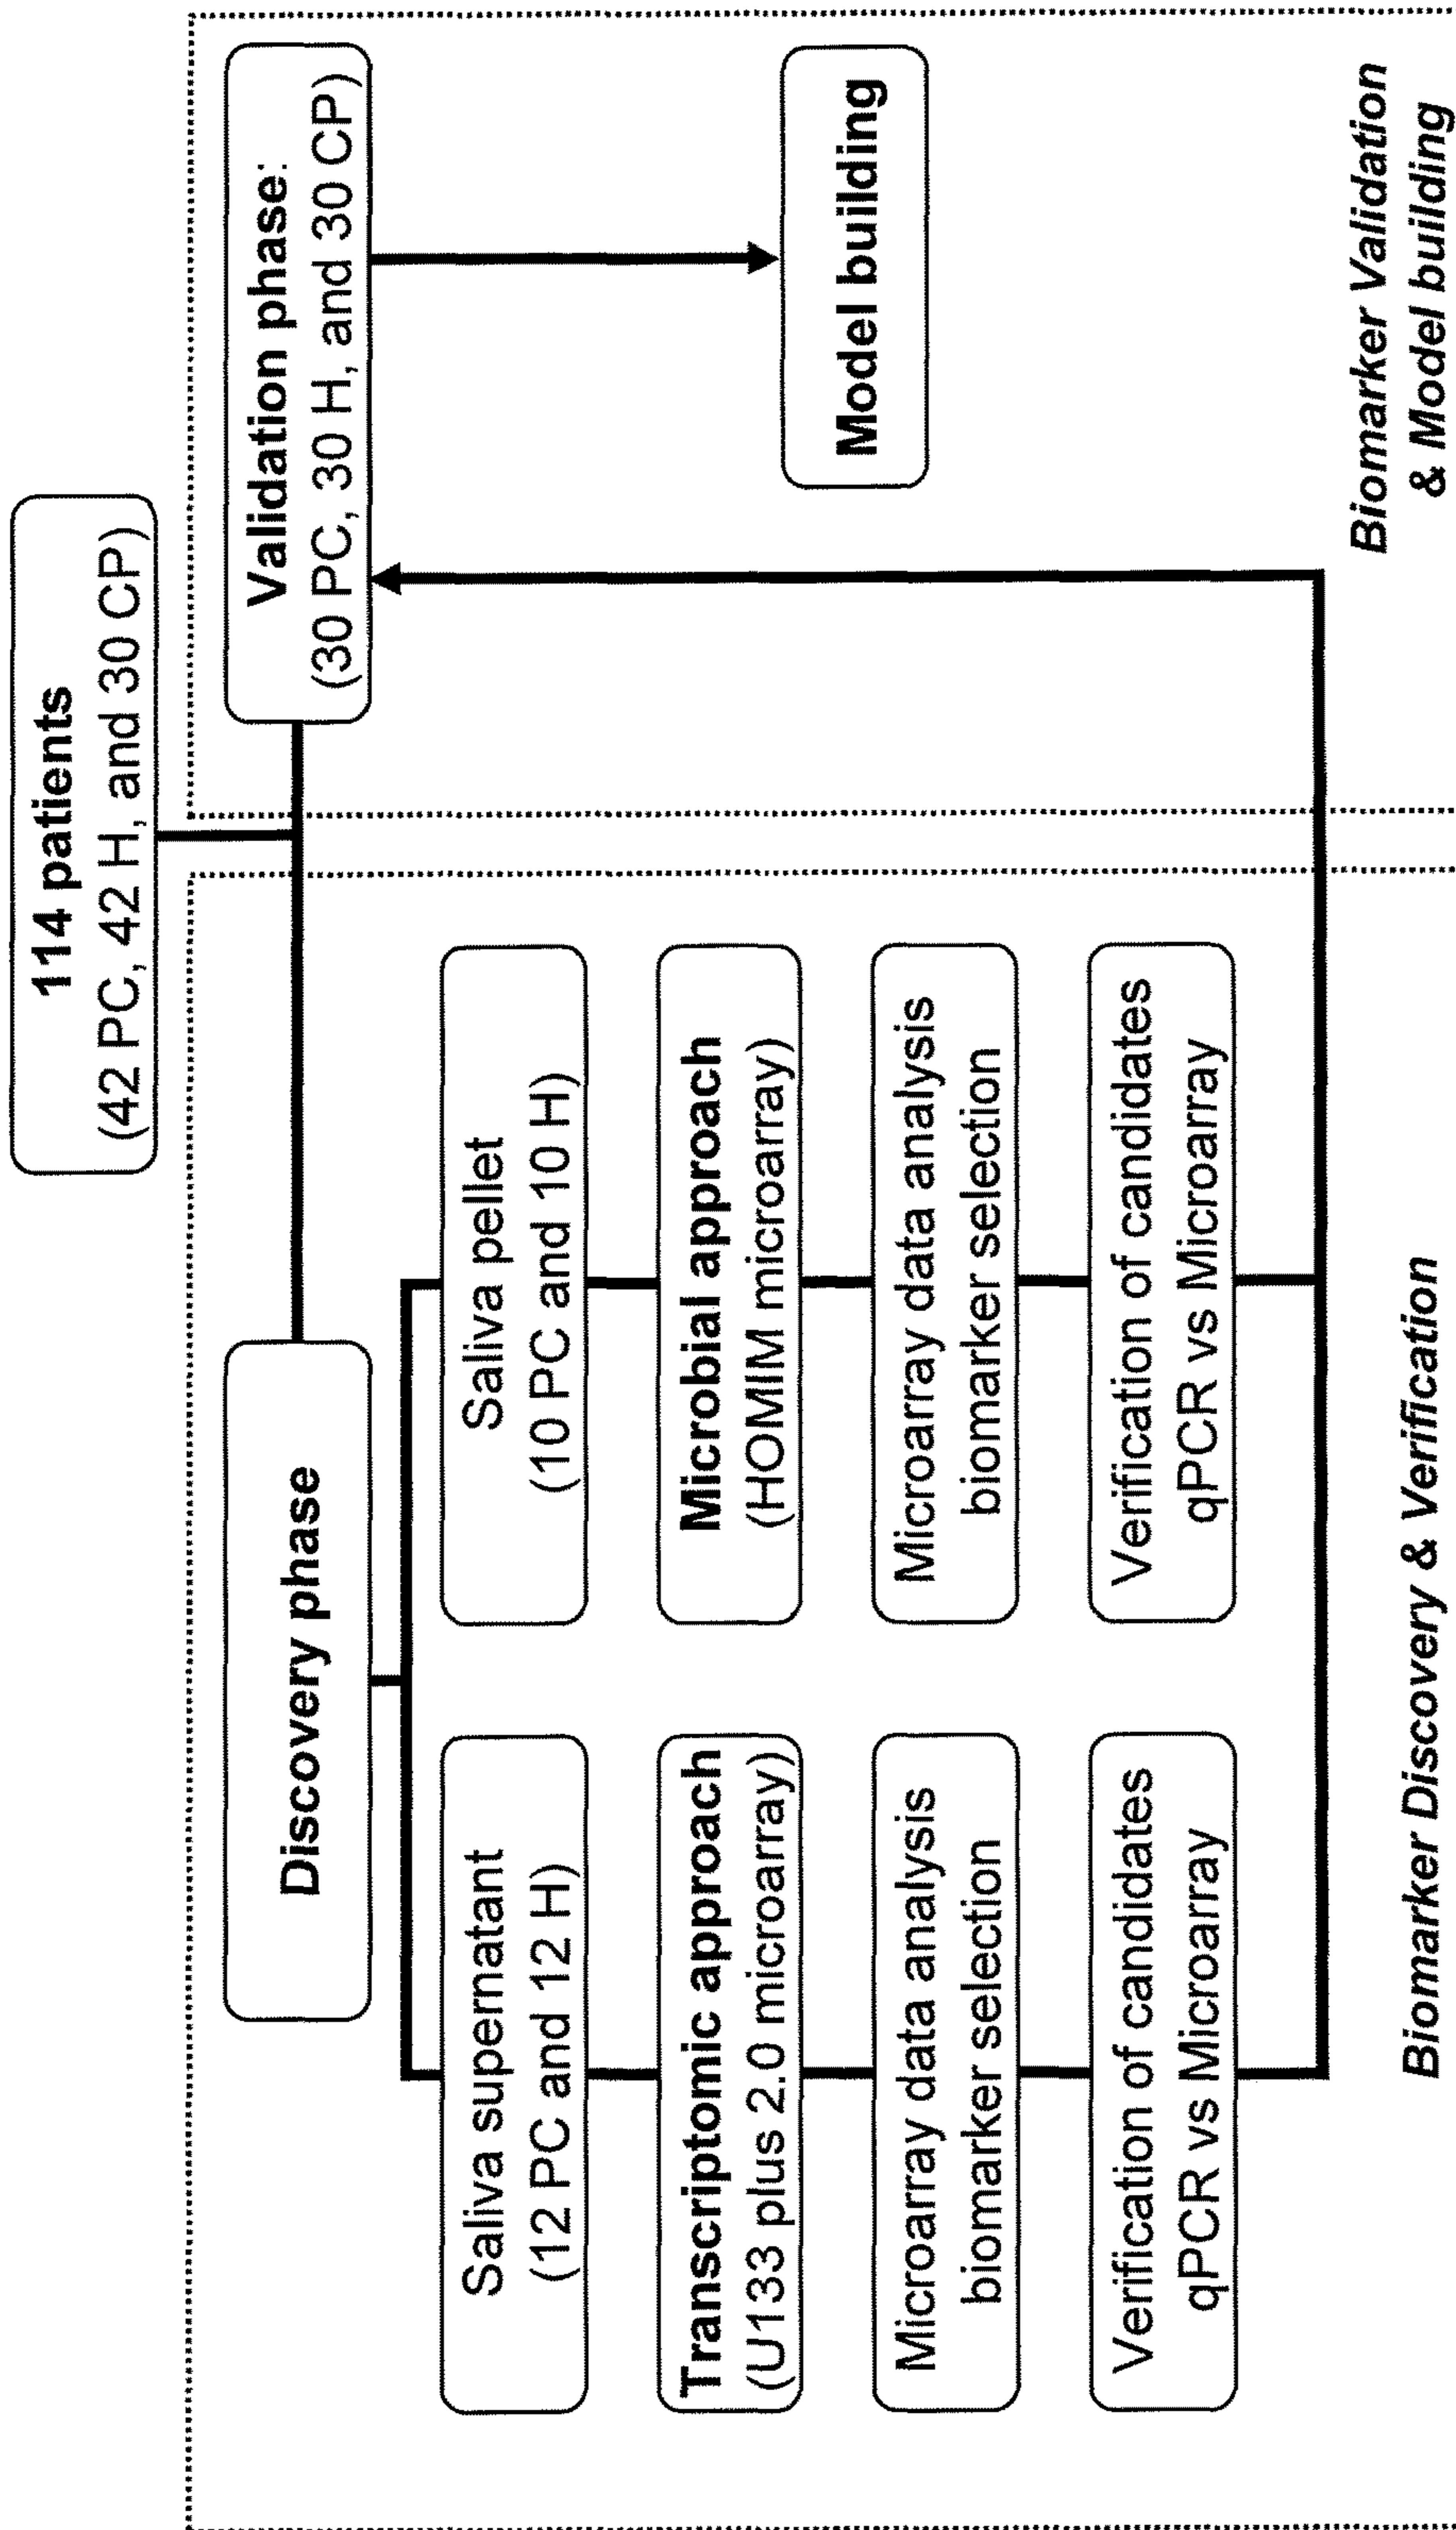 114 patients
(42 PC, 42 H, and 30 CP)
Discovery phase
Saliva supernatant
(12 PC and 12 H)
Transcriptomic approach
(U133 plus 2.0 microarray)
Microarray data analysis
biomarker selection
Verification of candidates
qPCR vs Microarray
Saliva pellet
(10 PC and 10 H)
Microbial approach
(HOMIM microarray)
Microarray data analysis
biomarker selection
Verification of candidates
qPCR vs Microarray
Biomarker Discovery & Verification
Validation phase:
(30 PC, 30 H, and 30 CP)
Model building
Biomarker Validation
& Model building